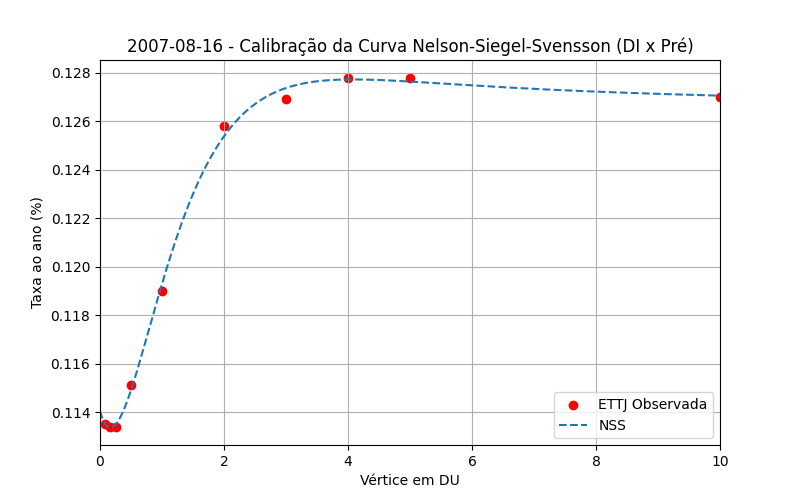 2007-08-16 - Calibração da Curva Nelson-Siegel-Svensson (DI x Pré)
Taxa ao ano (%)
0.128
0.126
0.124
0.122
0.120
0.118
0.116
0.114
ETTJ Observada
NSS
0 2 4 6 8 10
Vértice em DU